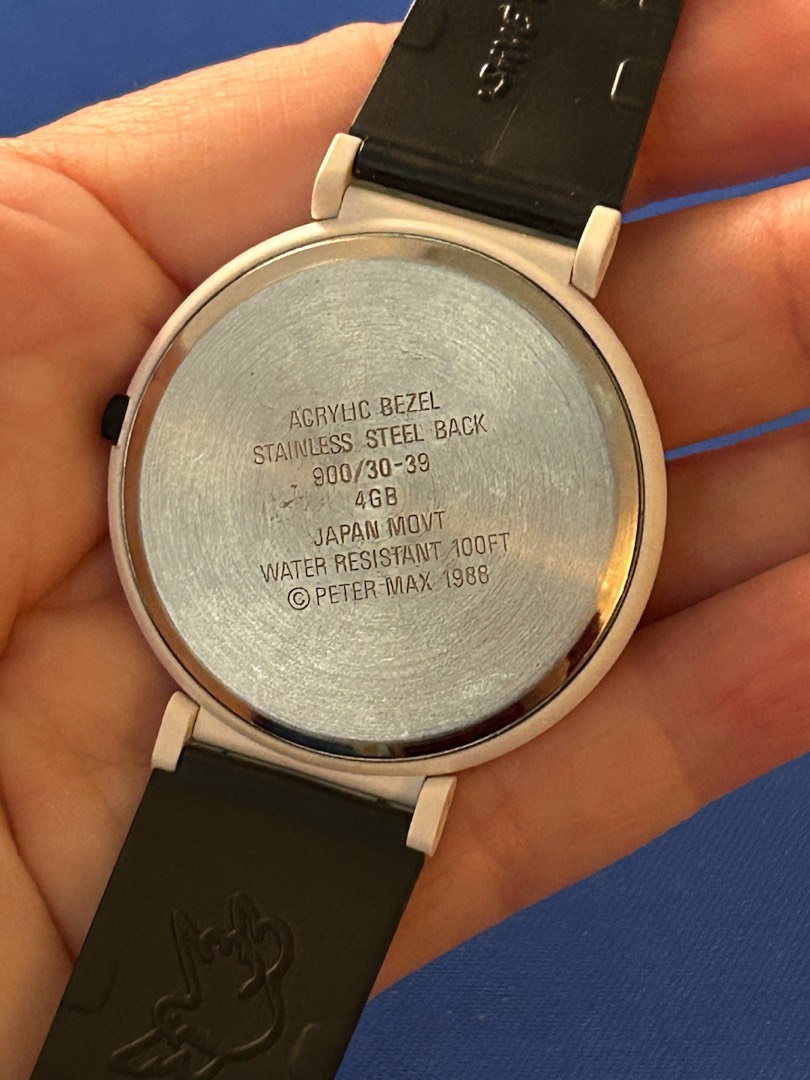 ACRYLIC BEZEL
STAINLESS STEEL BACK
900/30-39
4GB
JAPAN MOVT
WATER RESISTANT 100FT
© PETER MAX 1988